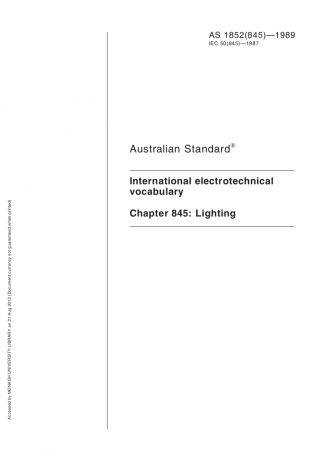 AS 1852(845)—1989
IEC 50(845)—1987
Australian Standard®
International electrotechnical
vocabulary
Chapter 845: Lighting
Accessed by MONASH UNIVERSITY LIBRARY on 21 Aug 2013 (Document currency not guaranteed when printed)